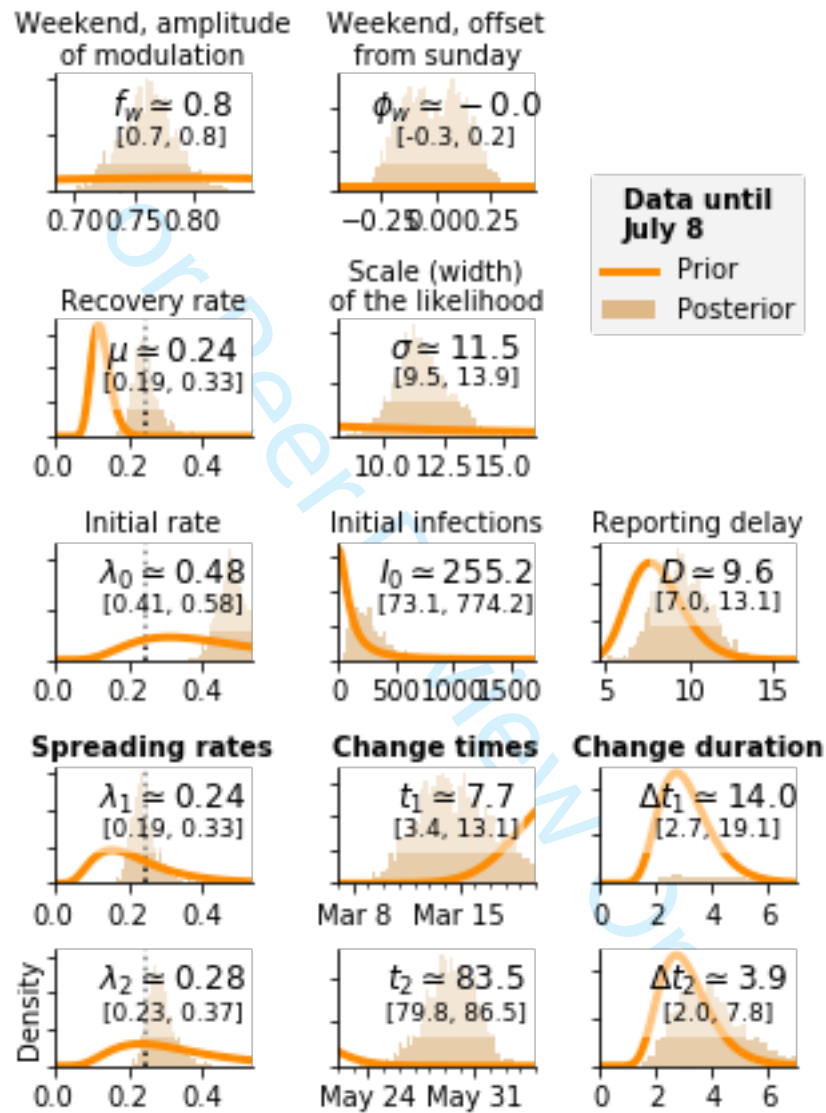 Weekend, amplitude
of modulation
Weekend, offset
from sunday
f_w ≃ 0.8
[0.7, 0.8]
ϕ_w ≃ −0.0
[-0.3, 0.2]
0.70 0.75 0.80
−0.25 0.00 0.25
Data until
July 8
Prior
Posterior
Recovery rate
Scale (width)
of the likelihood
μ ≃ 0.24
[0.19, 0.33]
σ ≃ 11.5
[9.5, 13.9]
0.0 0.2 0.4
10.0 12.5 15.0
Initial rate
Initial infections
Reporting delay
λ_0 ≃ 0.48
[0.41, 0.58]
I_0 ≃ 255.2
[73.1, 774.2]
D ≃ 9.6
[7.0, 13.1]
0.0 0.2 0.4
0 500 1000 1500
5 10 15
Spreading rates
Change times
Change duration
λ_1 ≃ 0.24
[0.19, 0.33]
t_1 ≃ 7.7
[3.4, 13.1]
Δt_1 ≃ 14.0
[2.7, 19.1]
0.0 0.2 0.4
Mar 8 Mar 15
0 2 4 6
Density
λ_2 ≃ 0.28
[0.23, 0.37]
t_2 ≃ 83.5
[79.8, 86.5]
Δt_2 ≃ 3.9
[2.0, 7.8]
0.0 0.2 0.4
May 24 May 31
0 2 4 6
or Peer Review On